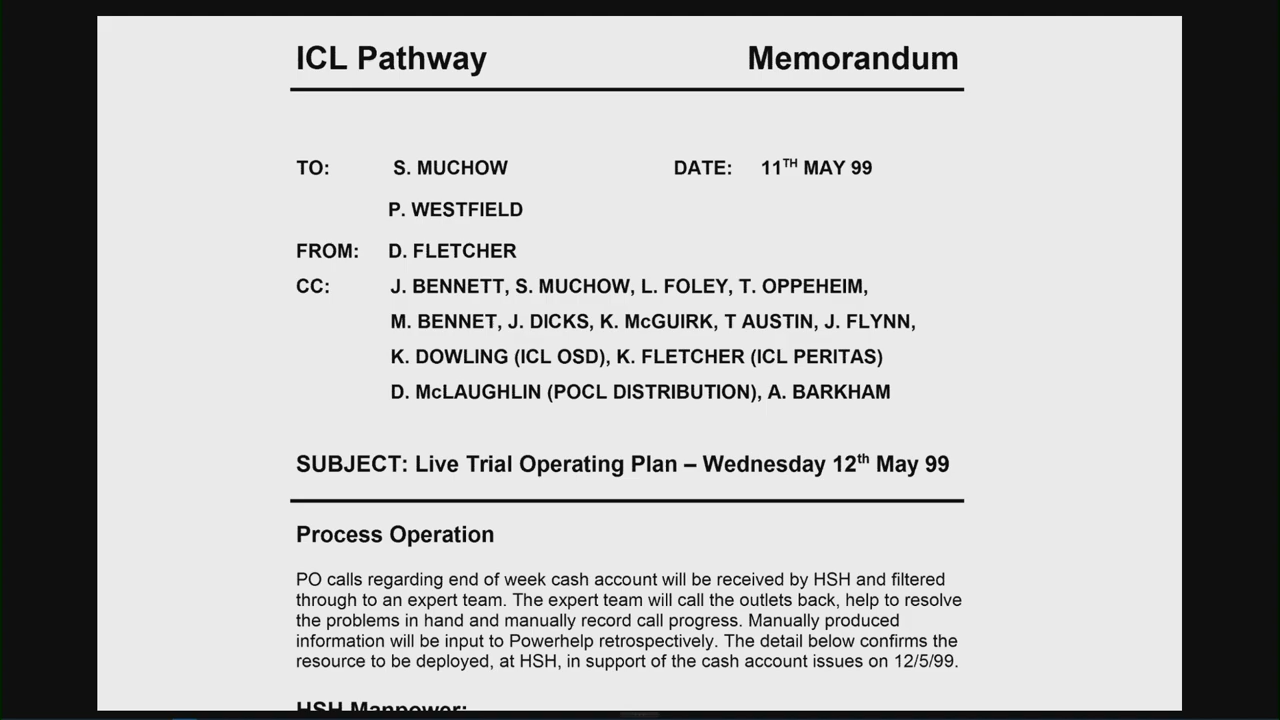 ICL Pathway Memorandum
TO: S. MUCHOW DATE: 11TH MAY 99
P. WESTFIELD
FROM: D. FLETCHER
CC: J. BENNETT, S. MUCHOW, L. FOLEY, T. OPPEHEIM,
M. BENNET, J. DICKS, K. McGUIRK, T AUSTIN, J. FLYNN,
K. DOWLING (ICL OSD), K. FLETCHER (ICL PERITAS)
D. McLAUGHLIN (POCL DISTRIBUTION), A. BARKHAM
SUBJECT: Live Trial Operating Plan – Wednesday 12th May 99
Process Operation
PO calls regarding end of week cash account will be received by HSH and filtered
through to an expert team. The expert team will call the outlets back, help to resolve
the problems in hand and manually record call progress. Manually produced
information will be input to Powerhelp retrospectively. The detail below confirms the
resource to be deployed, at HSH, in support of the cash account issues on 12/5/99.
HSH Manpower: